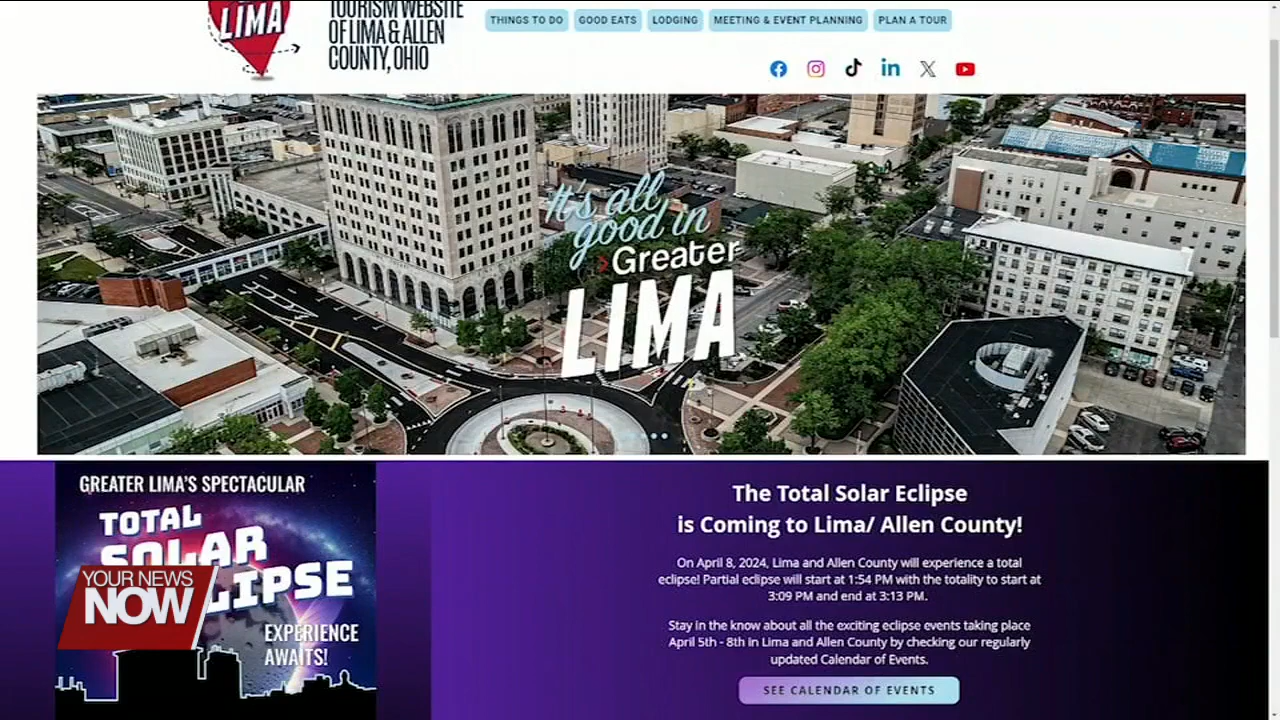 LIMA
TOURISM WEBSITE
OF LIMA & ALLEN
COUNTY, OHIO
THINGS TO DO
GOOD EATS
LODGING
MEETING & EVENT PLANNING
PLAN A TOUR
It's all
good in
Greater
LIMA
GREATER LIMA'S SPECTACULAR
TOTAL
SOLAR
LIPSE
EXPERIENCE
AWAITS!
YOUR NEWS
NOW
The Total Solar Eclipse
is Coming to Lima/ Allen County!
On April 8, 2024, Lima and Allen County will experience a total
eclipse! Partial eclipse will start at 1:54 PM with the totality to start at
3:09 PM and end at 3:13 PM.
Stay in the know about all the exciting eclipse events taking place
April 5th - 8th in Lima and Allen County by checking our regularly
updated Calendar of Events.
SEE CALENDAR OF EVENTS